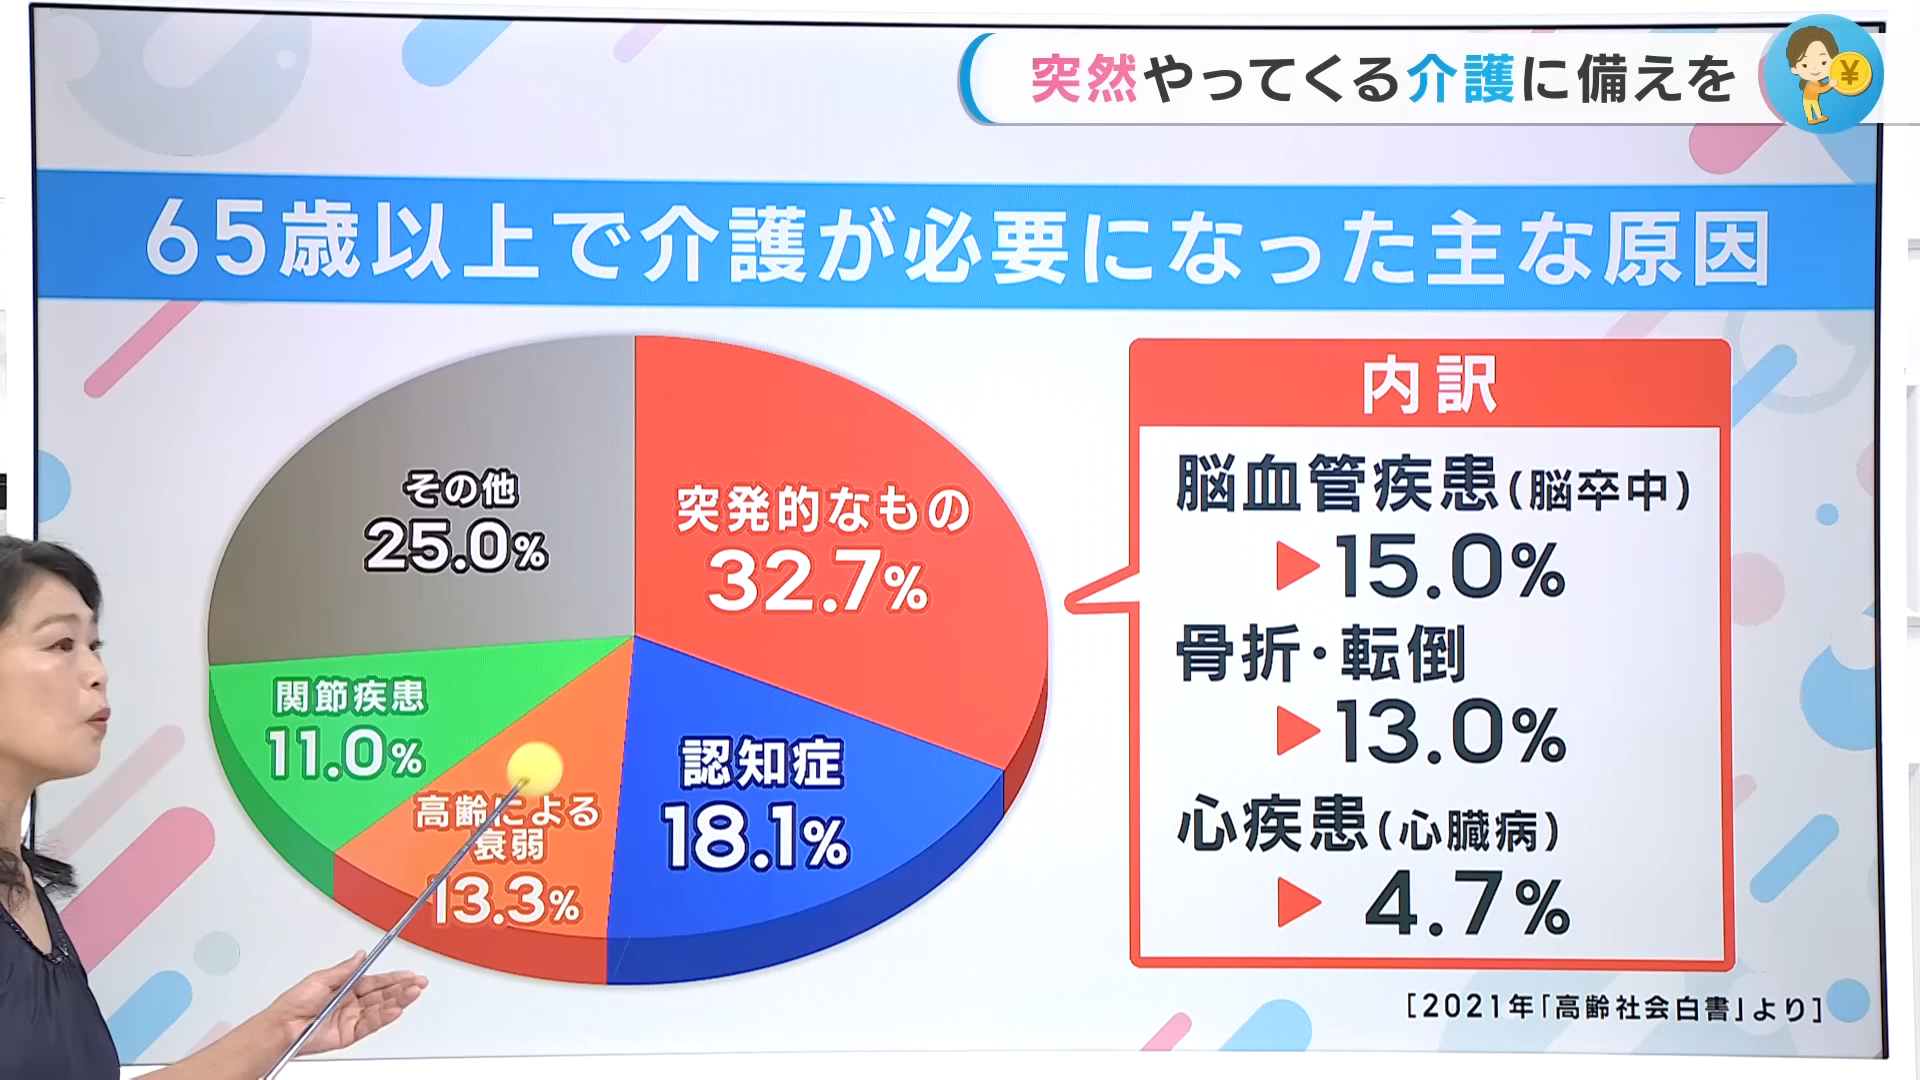 突然やってくる介護に備えを
¥
65歳以上で介護が必要になった主な原因
その他
25.0%
突発的なもの
32.7%
関節疾患
11.0%
高齢による
衰弱
13.3%
認知症
18.1%
内訳
脳血管疾患(脳卒中)
▶15.0%
骨折・転倒
▶13.0%
心疾患(心臓病)
▶4.7%
[2021年「高齢社会白書」より]